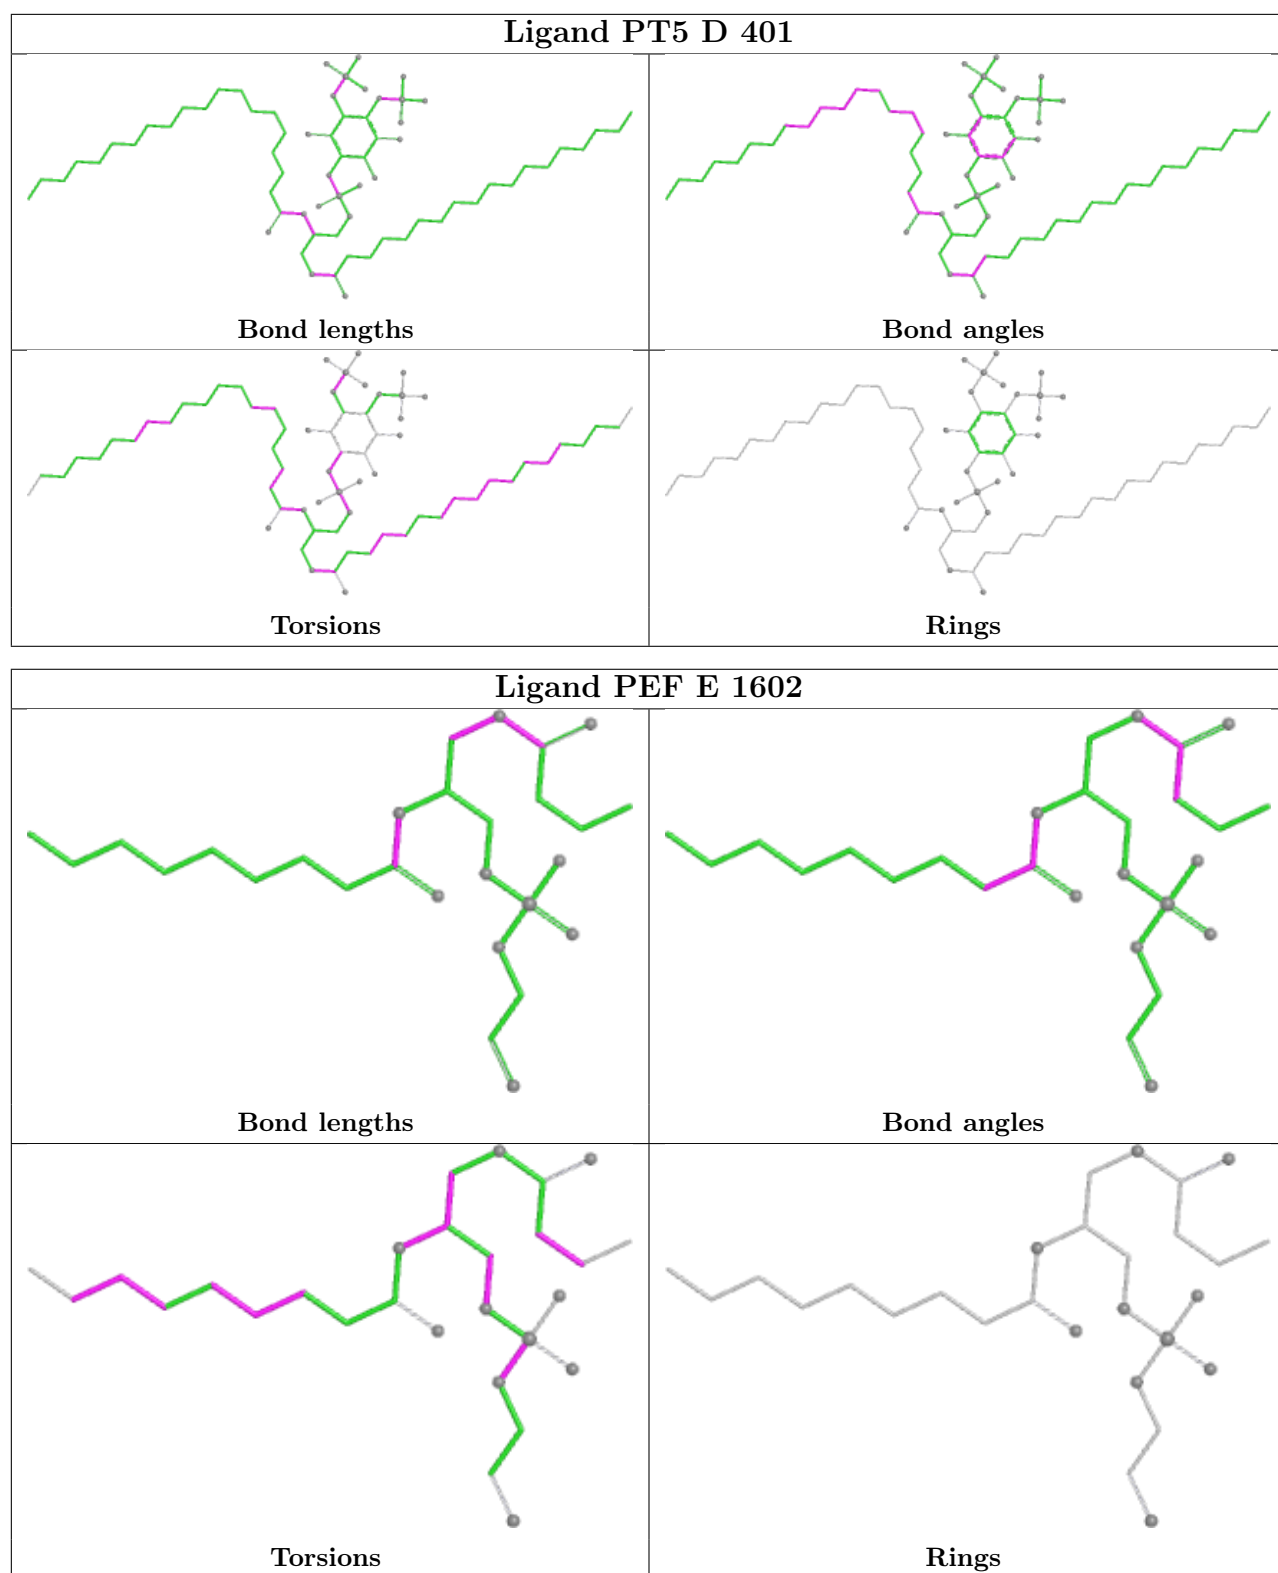 Ligand PT5 D 401
Bond lengths
Bond angles
Torsions
Rings
Ligand PEF E 1602
Bond lengths
Bond angles
Torsions
Rings